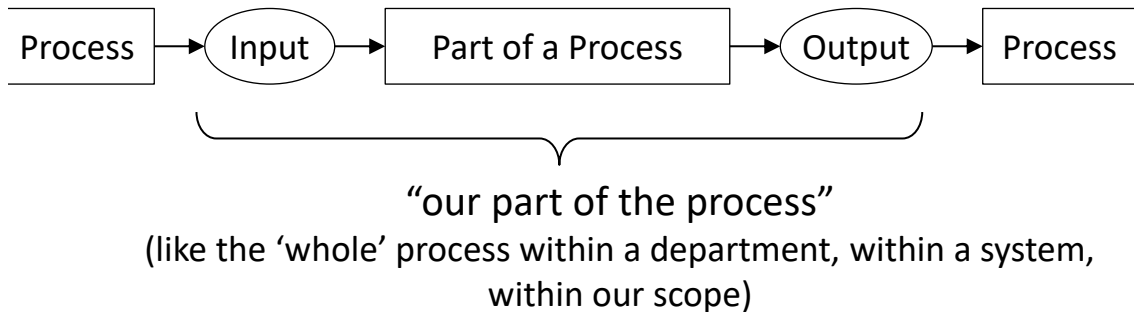 Process
Input
Part of a Process
Output
Process
“our part of the process”
(like the ‘whole’ process within a department, within a system,
within our scope)